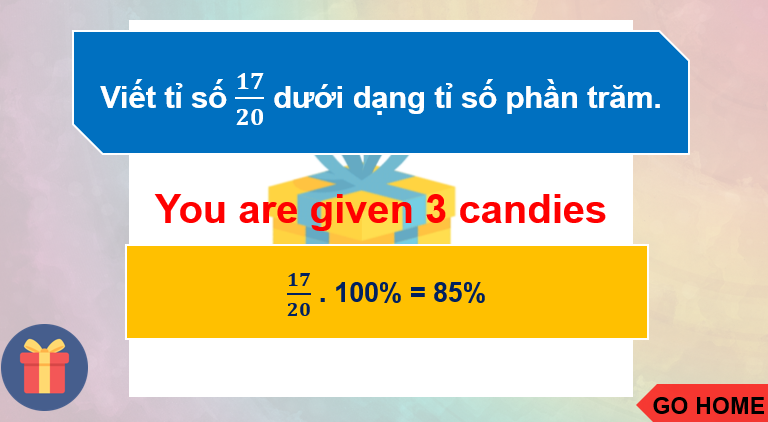 Viết tỉ số 17/20 dưới dạng tỉ số phần trăm.
You are given 3 candies
17/20 . 100% = 85%
GO HOME